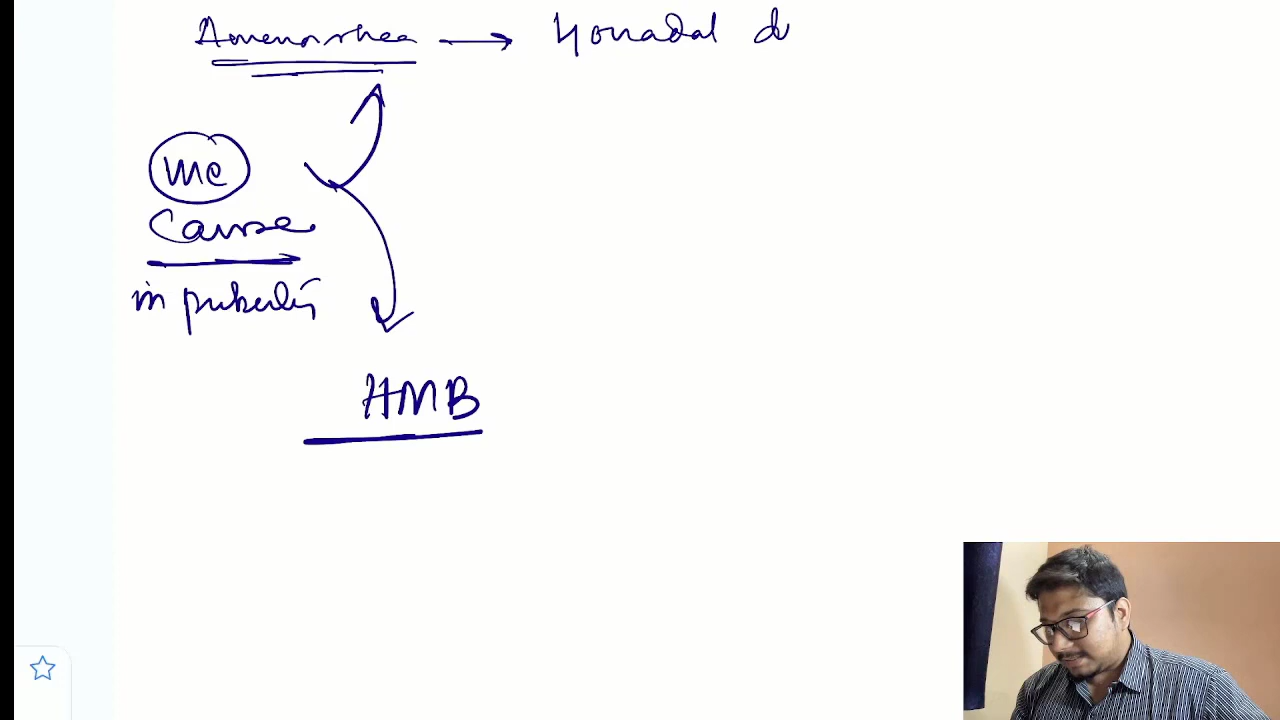 Amenorrhea → Gonadal d
MC
Cause
in puberty
HMB